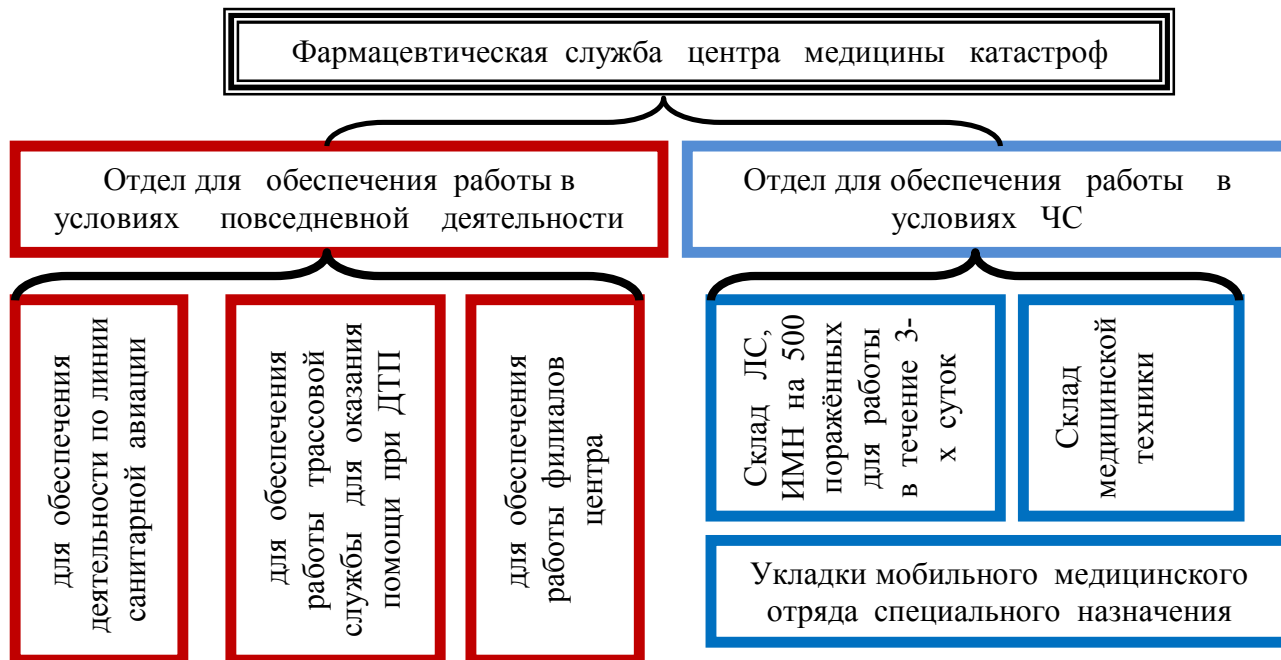 Фармацевтическая служба центра медицины катастроф
Отдел для обеспечения работы в
условиях повседневной деятельности
Отдел для обеспечения работы в
условиях ЧС
для обеспечения
деятельности по линии
санитарной авиации
для обеспечения
работы трассовой
службы для оказания
помощи при ДТП
для обеспечения
работы филиалов
центра
Склад ЛС,
ИМН на 500
поражённых
для работы
в течение 3-
х суток
Склад
медицинской
техники
Укладки мобильного медицинского
отряда специального назначения